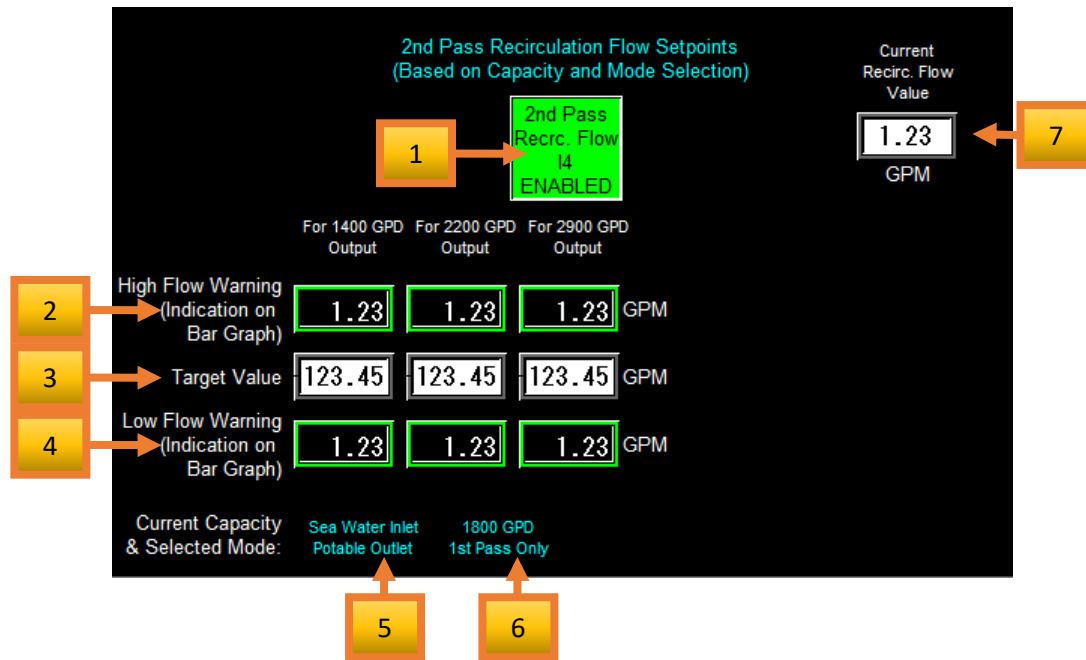 2nd Pass Recirculation Flow Setpoints
(Based on Capacity and Mode Selection)
Current
Recirc. Flow
Value
1.23
GPM
7
1
2nd Pass
Recrc. Flow
I4
ENABLED
For 1400 GPD
Output
For 2200 GPD
Output
For 2900 GPD
Output
2
High Flow Warning
(Indication on
Bar Graph)
1.23 1.23 1.23 GPM
3
Target Value 123.45 123.45 123.45 GPM
4
Low Flow Warning
(Indication on
Bar Graph)
1.23 1.23 1.23 GPM
Current Capacity
& Selected Mode:
Sea Water Inlet
Potable Outlet
1800 GPD
1st Pass Only
5
6